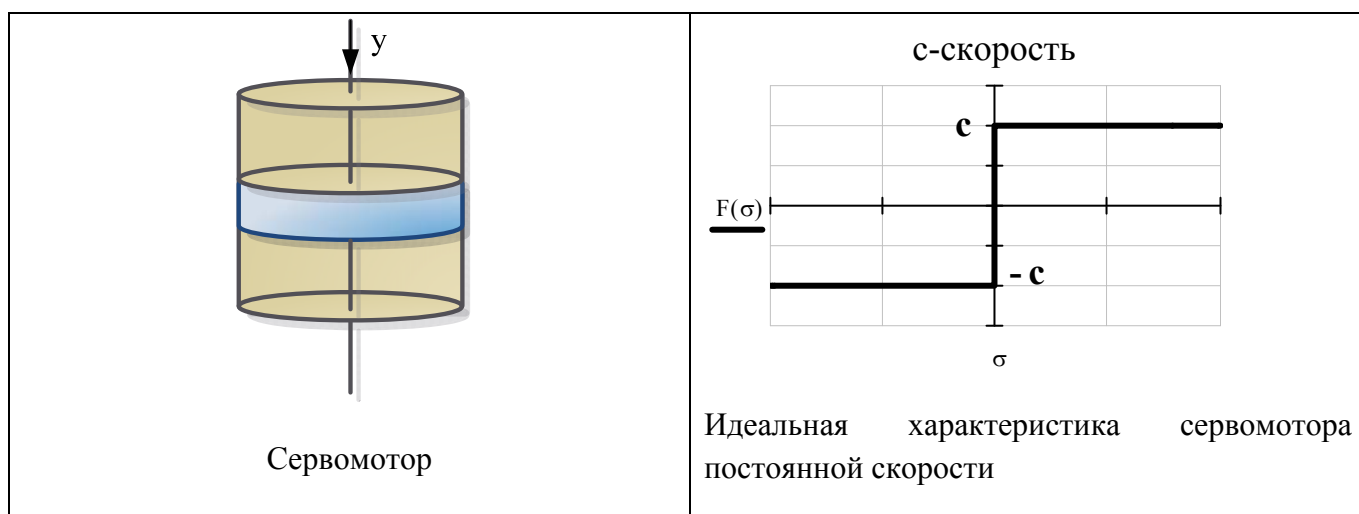 y
Сервомотор
с-скорость
c
F(σ)
- c
σ
Идеальная характеристика сервомотора
постоянной скорости